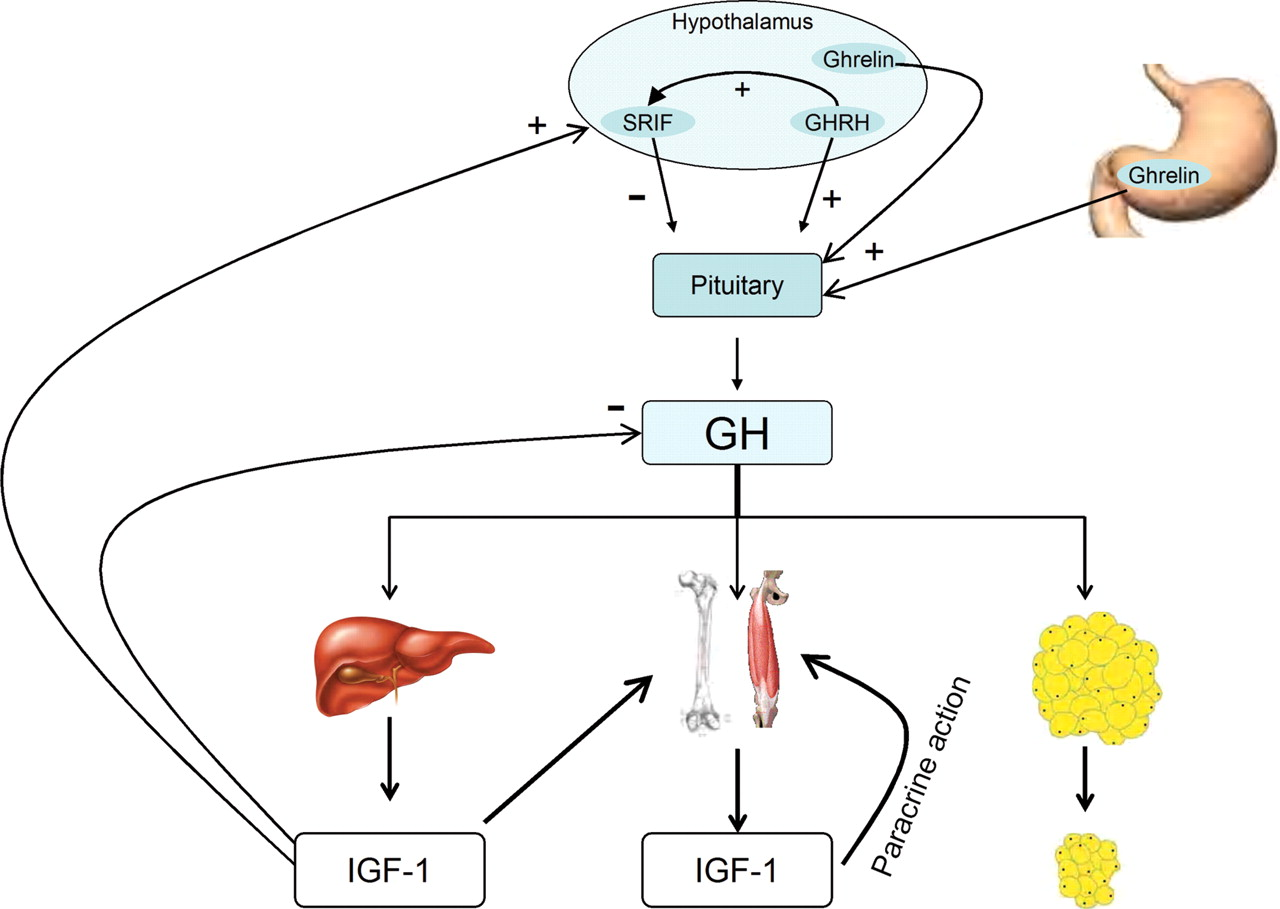 Hypothalamus
Ghrelin
+
SRIF
GHRH
+
-
+
Ghrelin
+
Pituitary
-
GH
Paracrine action
IGF-1
IGF-1